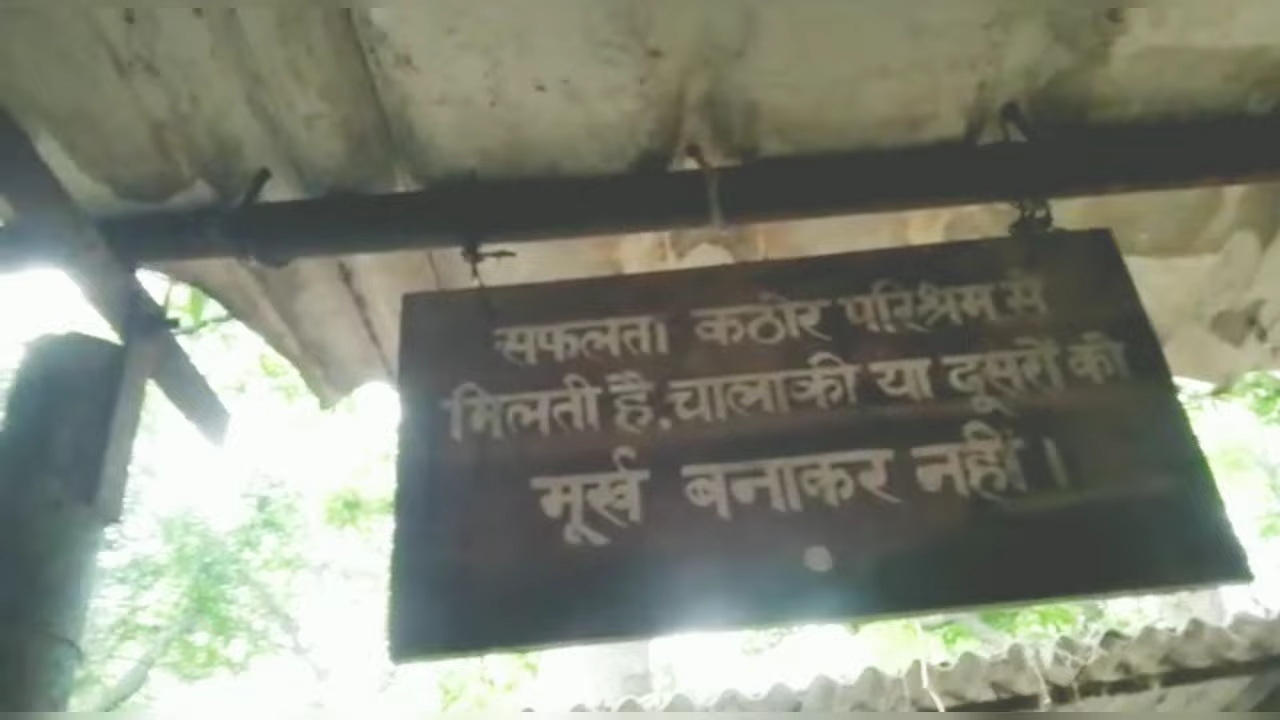 सफलता कठोर परिश्रम से
मिलती है.चालाकी या दूसरों को
मूर्ख बनाकर नहीं।